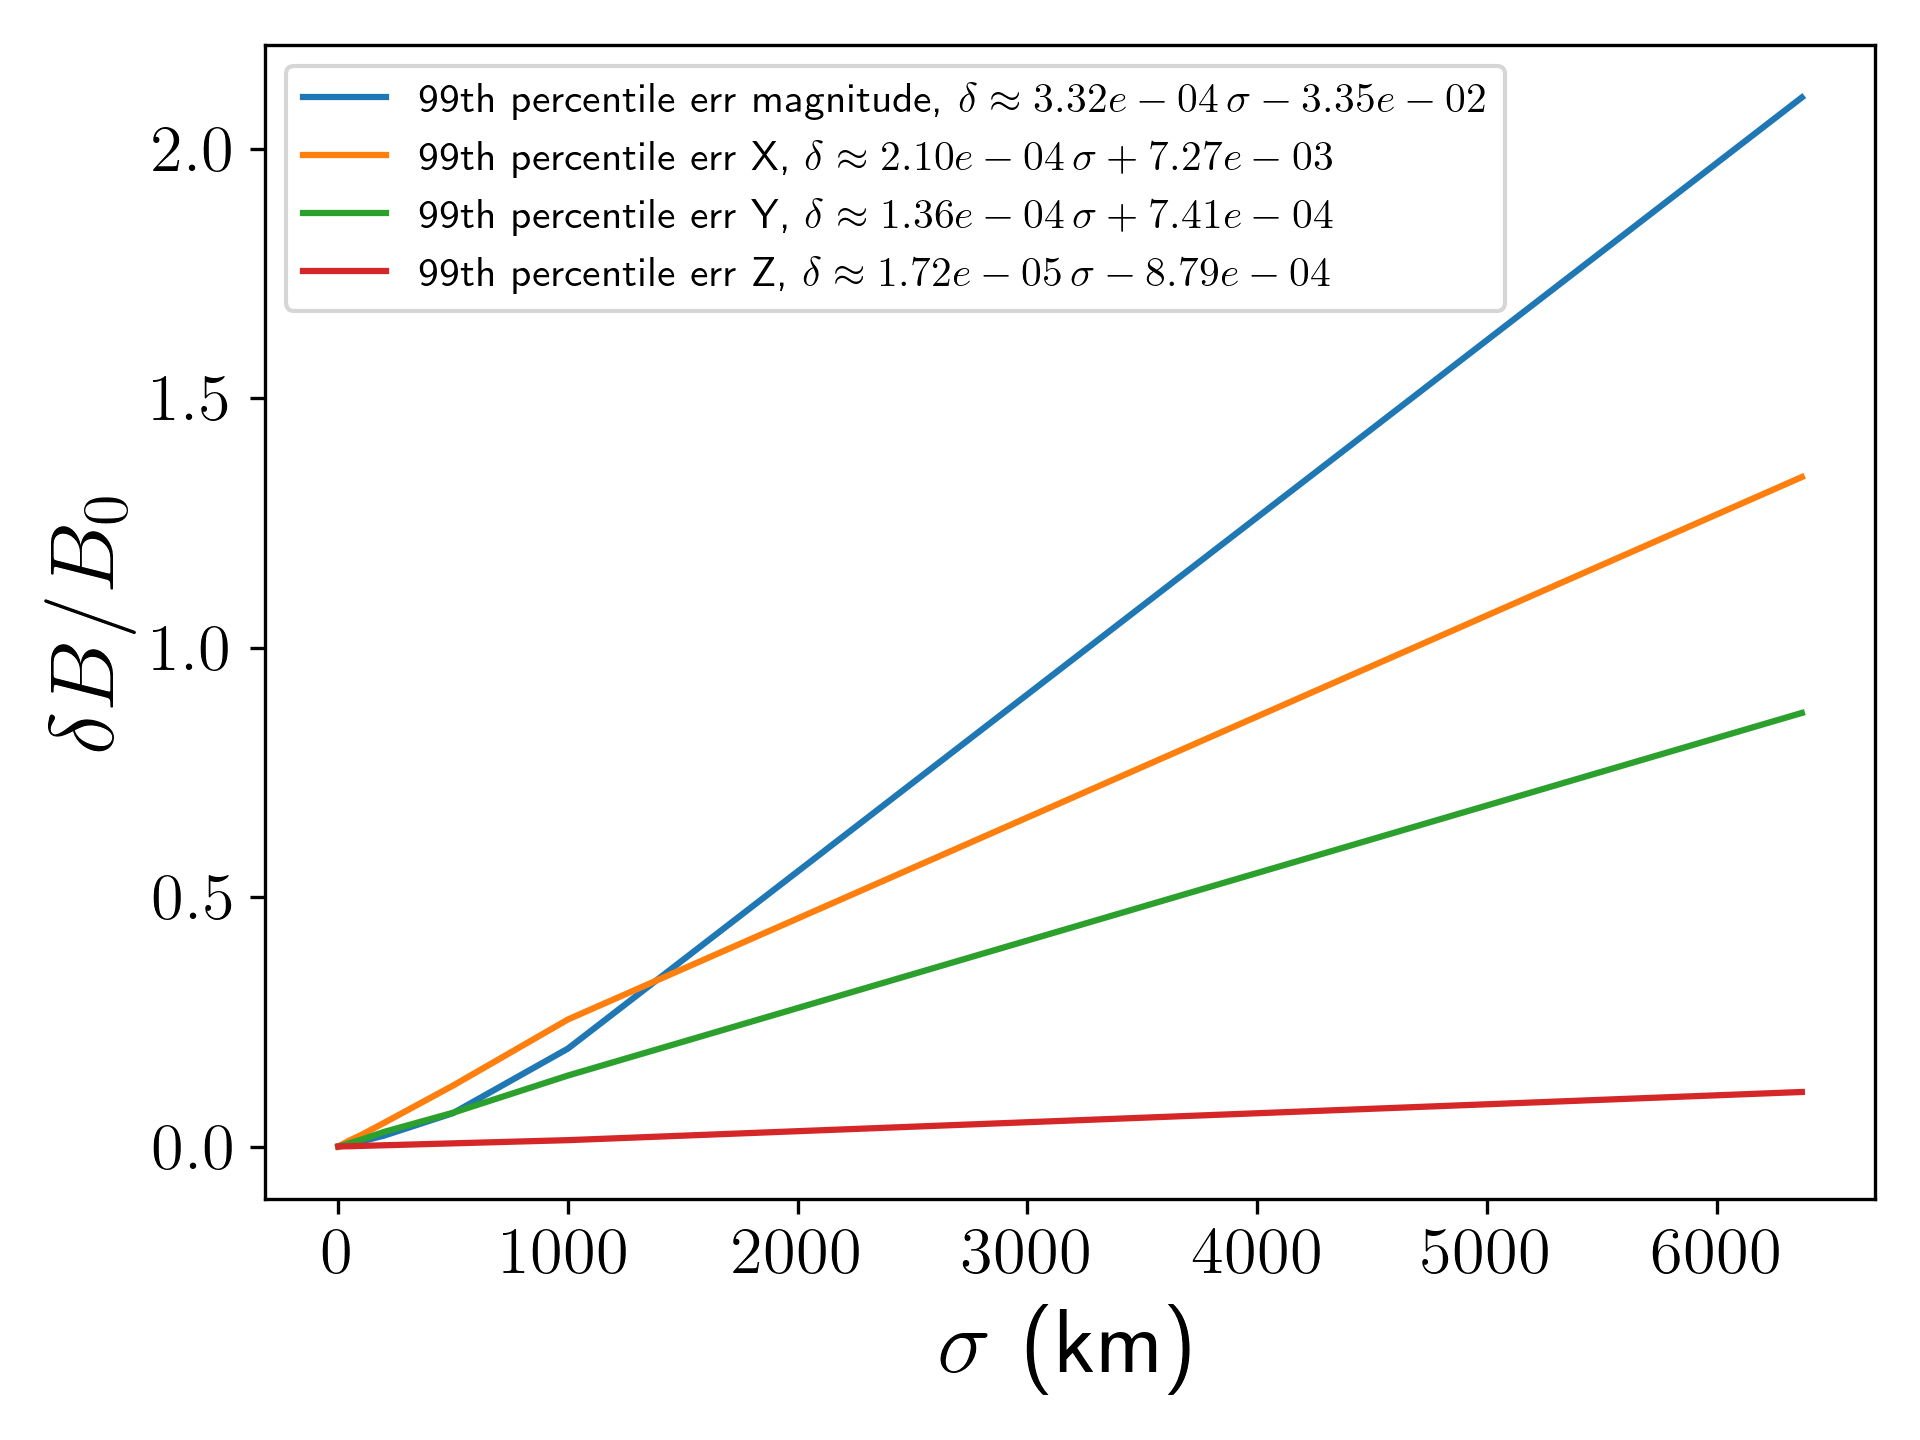 99th percentile err magnitude, δ ≈ 3.32e − 04 σ − 3.35e − 02
99th percentile err X, δ ≈ 2.10e − 04 σ + 7.27e − 03
99th percentile err Y, δ ≈ 1.36e − 04 σ + 7.41e − 04
99th percentile err Z, δ ≈ 1.72e − 05 σ − 8.79e − 04
2.0
1.5
1.0
0.5
0.0
δB/B₀
0 1000 2000 3000 4000 5000 6000
σ (km)